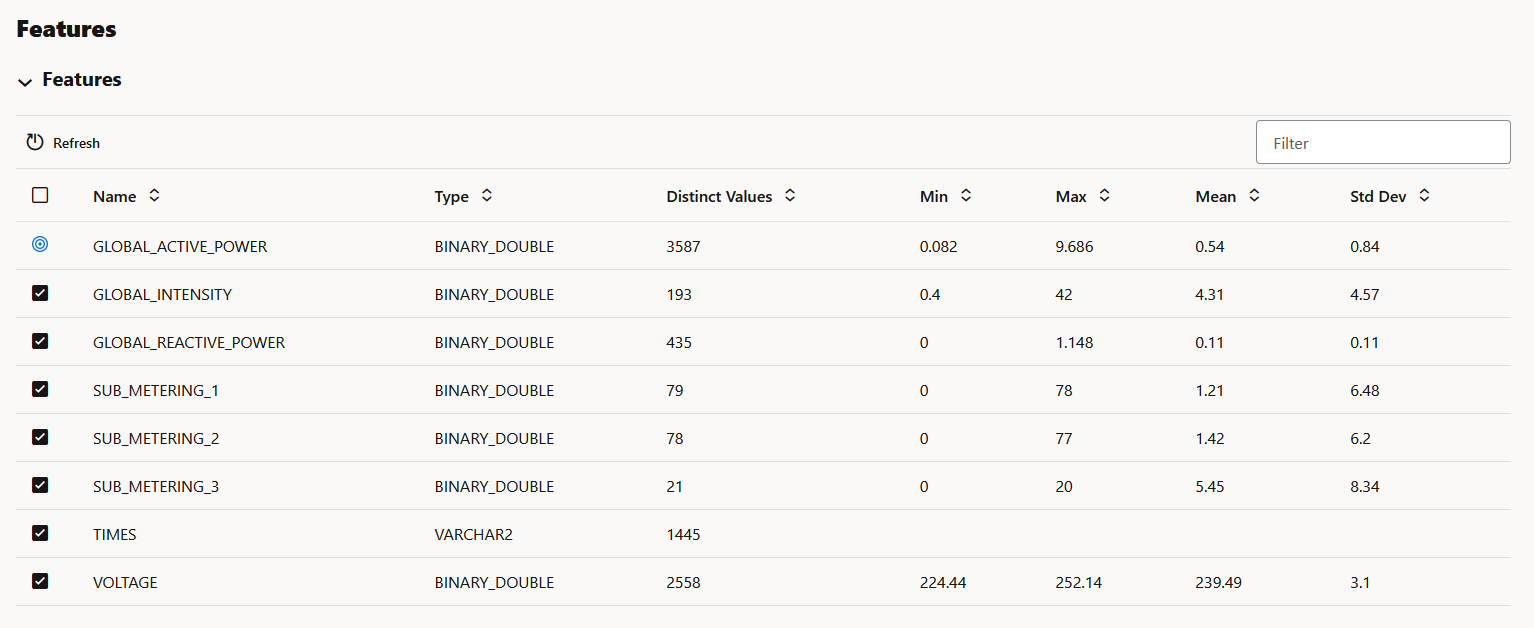 Features
Features
Refresh Filter
Name Type Distinct Values Min Max Mean Std Dev
GLOBAL_ACTIVE_POWER BINARY_DOUBLE 3587 0.082 9.686 0.54 0.84
GLOBAL_INTENSITY BINARY_DOUBLE 193 0.4 42 4.31 4.57
GLOBAL_REACTIVE_POWER BINARY_DOUBLE 435 0 1.148 0.11 0.11
SUB_METERING_1 BINARY_DOUBLE 79 0 78 1.21 6.48
SUB_METERING_2 BINARY_DOUBLE 78 0 77 1.42 6.2
SUB_METERING_3 BINARY_DOUBLE 21 0 20 5.45 8.34
TIMES VARCHAR2 1445
VOLTAGE BINARY_DOUBLE 2558 224.44 252.14 239.49 3.1